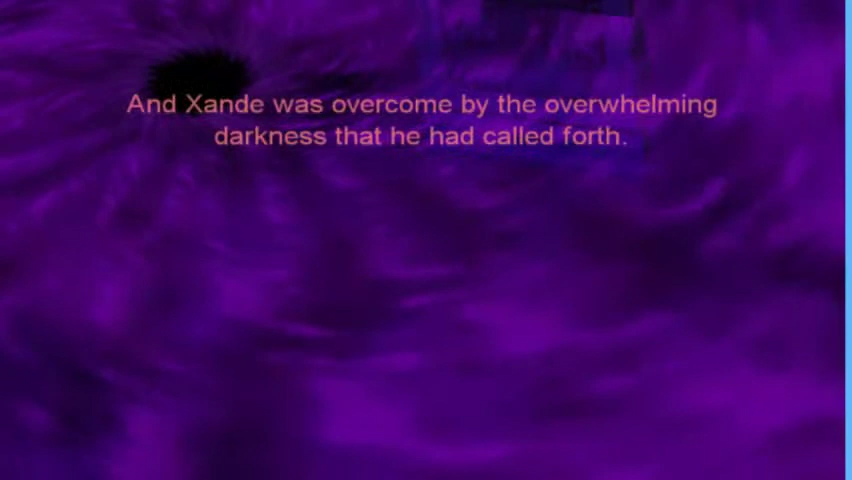 And Xande was overcome by the overwhelming
darkness that he had called forth.